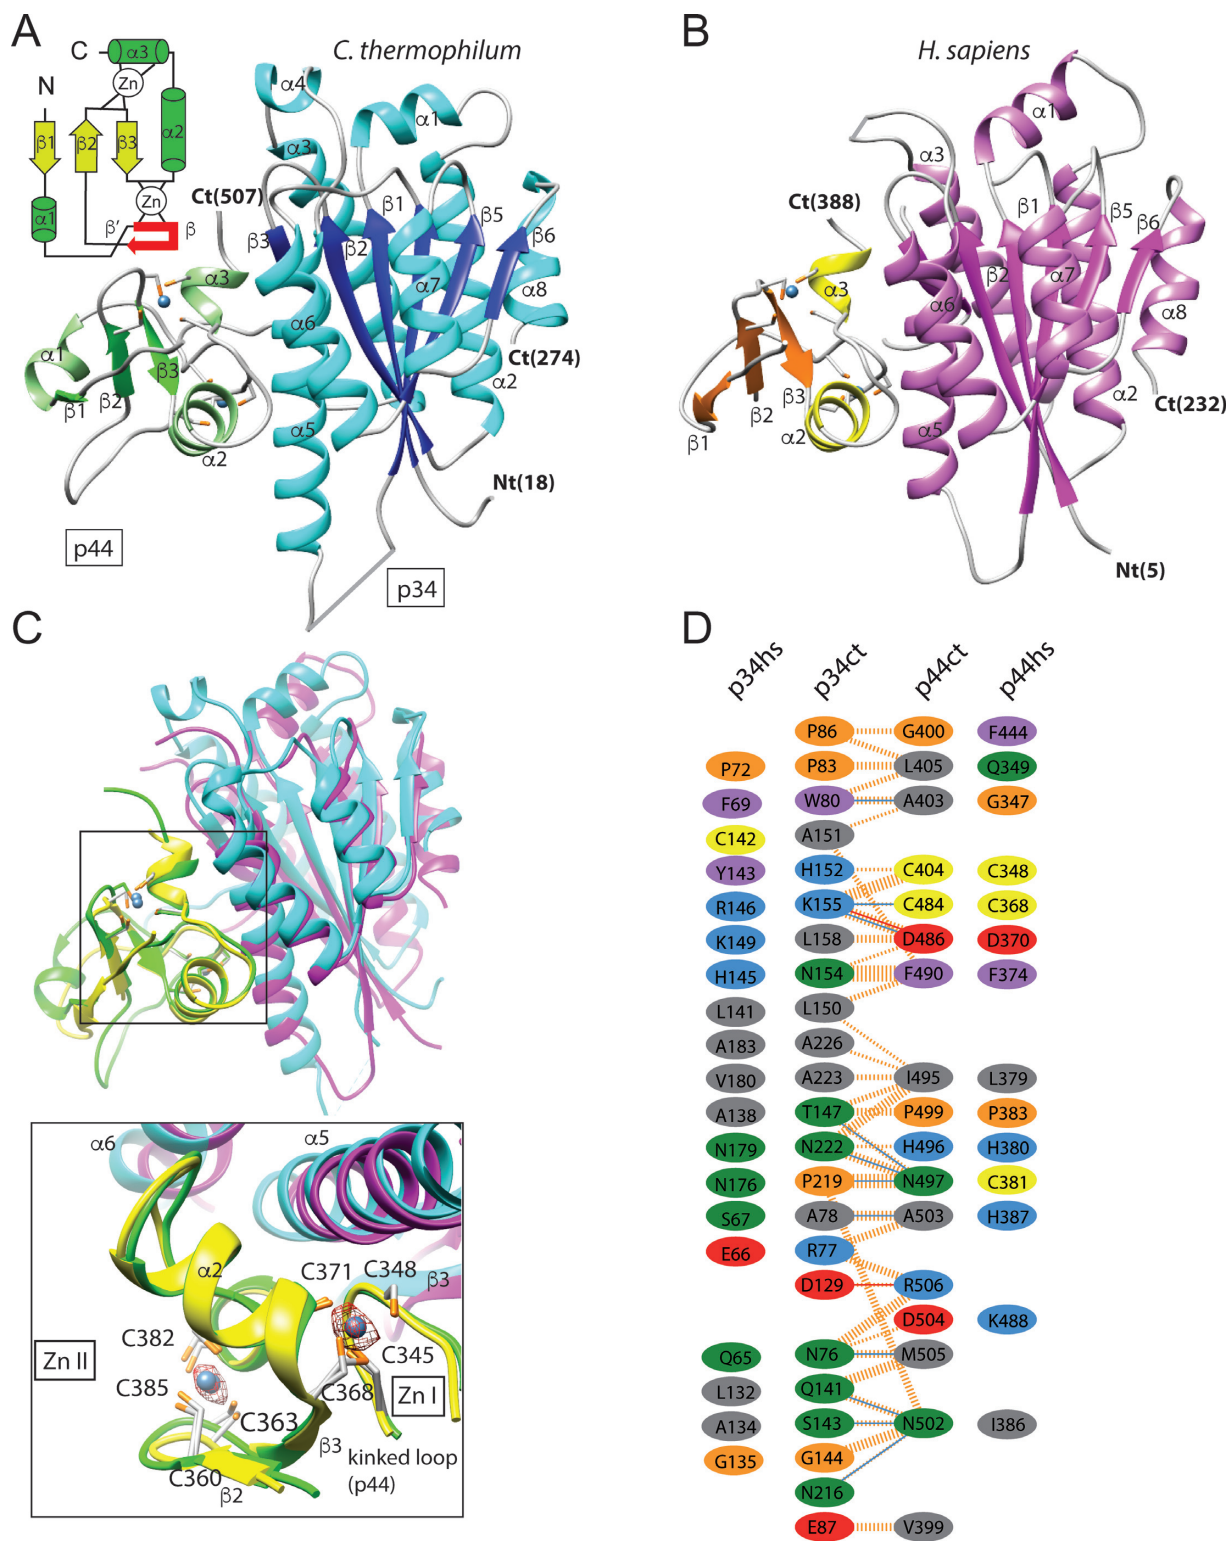 A
C. thermophilum
C
α3
Zn
N
β1
β2
β3
α2
α1
Zn
β'
β
α4
α3
α1
Ct(507)
β3
β2
β1
β5
β6
α3
α6
α7
α8
α1
β1
β2
β3
α2
α5
α2
Ct(274)
Nt(18)
p44
p34
B
H. sapiens
α1
α3
Ct(388)
β1
β5
β6
β2
α7
α3
α6
α8
β1
β2
β3
α2
α5
α2
Ct(232)
Nt(5)
C
α6
α5
α2
C371
C348
β3
C382
Zn II
C345
C385
C368
Zn I
C363
β3
kinked loop
(p44)
C360
β2
D
p34hs p34ct p44ct p44hs
P86 G400 F444
P72 P83 L405 Q349
F69 W80 A403 G347
C142 A151
Y143 H152 C404 C348
R146 K155 C484 C368
K149 L158 D486 D370
H145 N154 F490 F374
L141 L150
A183 A226
V180 A223 I495 L379
A138 T147 P499 P383
N179 N222 H496 H380
N176 P219 N497 C381
S67 A78 A503 H387
E66 R77
D129 R506
D504 K488
Q65 N76 M505
L132 Q141
A134 S143 N502 I386
G135 G144
N216
E87 V399